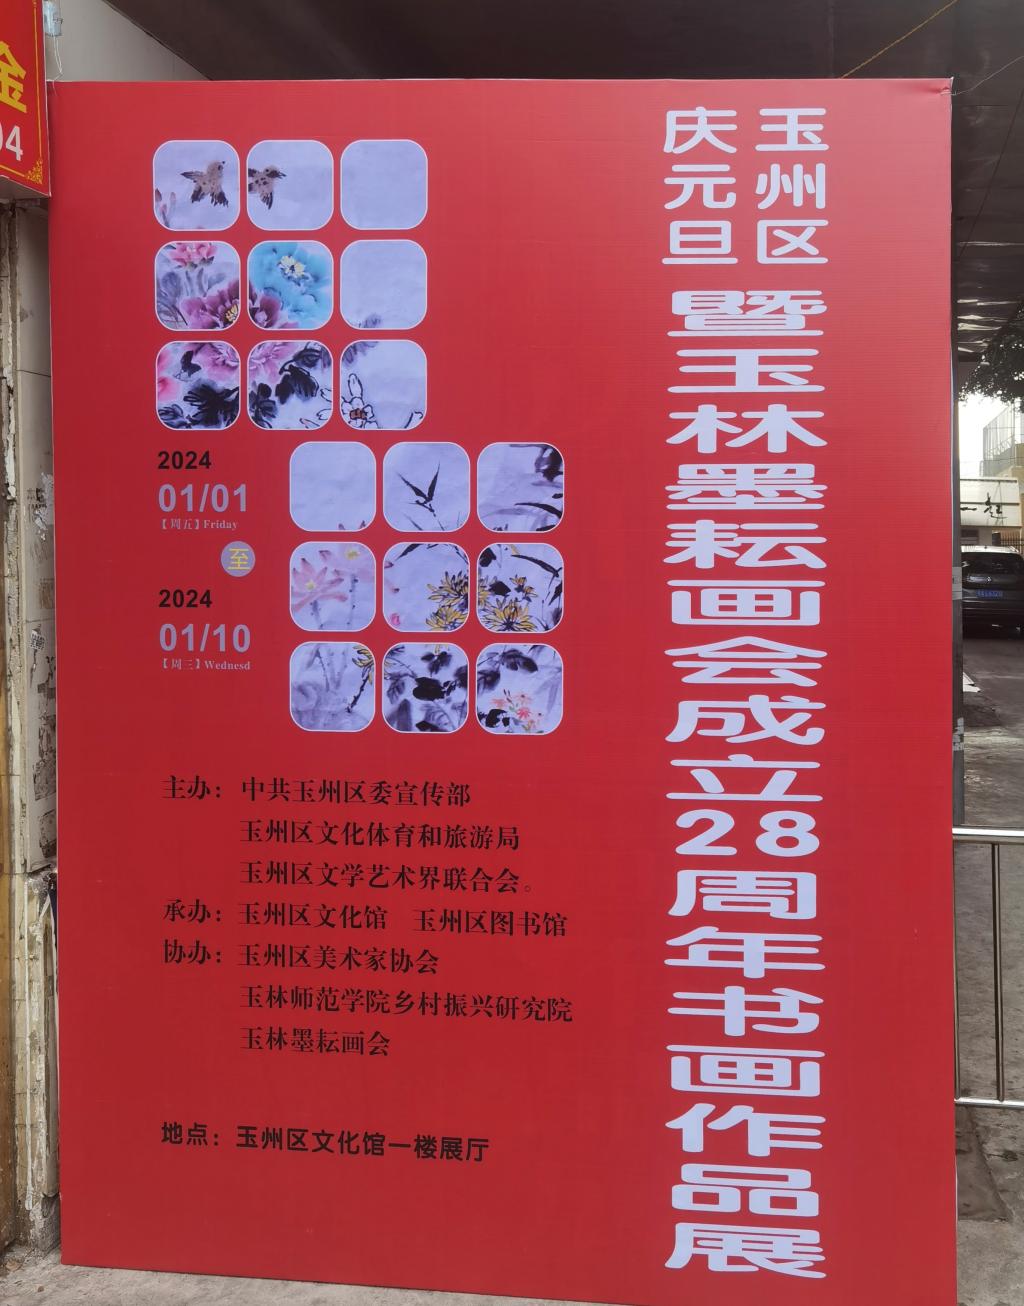 金
04
玉州区
庆元旦
暨玉林墨耘画会成立28周年书画作品展
2024
01/01
【周五】Friday
至
2024
01/10
【周三】Wednesd
主办：中共玉州区委宣传部
玉州区文化体育和旅游局
玉州区文学艺术界联合会。
承办：玉州区文化馆 玉州区图书馆
协办：玉州区美术家协会
玉林师范学院乡村振兴研究院
玉林墨耘画会
地点：玉州区文化馆一楼展厅